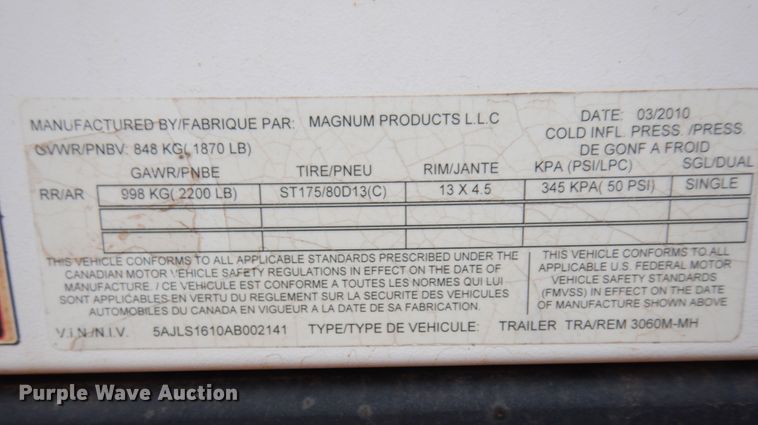 PurpleWave
MANUFACTURED BY/FABRIQUE PAR: MAGNUM PRODUCTS L.L.C DATE: 03/2010
GVWR/PNBV: 848 KG( 1870 LB) COLD INFL. PRESS. /PRESS.
DE GONF A FROID
GAWR/PNBE TIRE/PNEU RIM/JANTE KPA (PSI/LPC) SGL/DUAL
RR/AR 998 KG( 2200 LB) ST175/80D13(C) 13 X 4.5 345 KPA( 50 PSI) SINGLE
THIS VEHICLE CONFORMS TO ALL APPLICABLE STANDARDS PRESCRIBED UNDER THE
CANADIAN MOTOR VEHICLE SAFETY REGULATIONS IN EFFECT ON THE DATE OF
MANUFACTURE. / CE VEHICULE EST CONFORME A TOUTES LES NORMES QUI LUI
SONT APPLICABLES EN VERTU DU REGLEMENT SUR LA SECURITE DES VEHICULES
AUTOMOBILES DU CANADA EN VIGUEUR A LA DATE DE SA FABRICATION.
THIS VEHICLE CONFORMS TO ALL
APPLICABLE U.S. FEDERAL MOTOR
VEHICLE SAFETY STANDARDS
(FMVSS) IN EFFECT ON THE DATE
OF MANUFACTURE SHOWN ABOVE
V.I.N./N.I.V. 5AJLS1610AB002141 TYPE/TYPE DE VEHICULE: TRAILER TRA/REM 3060M-MH
Purple Wave Auction